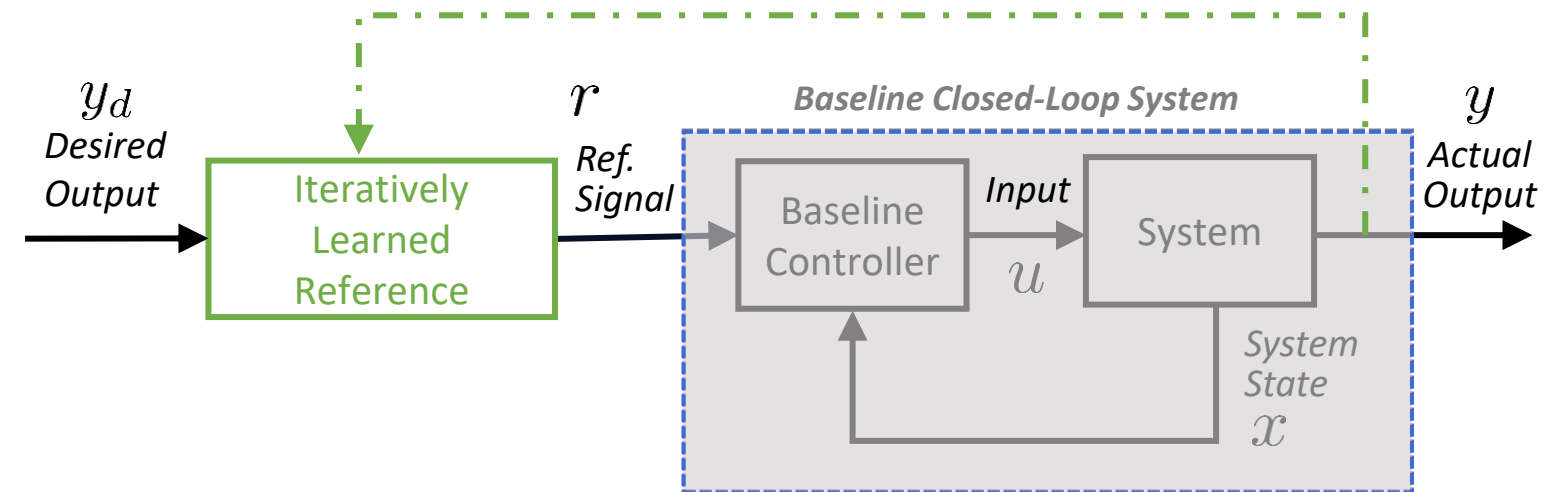 y_d
Desired
Output
Iteratively
Learned
Reference
r
Ref.
Signal
Baseline Closed-Loop System
Baseline
Controller
Input
u
System
System
State
x
y
Actual
Output